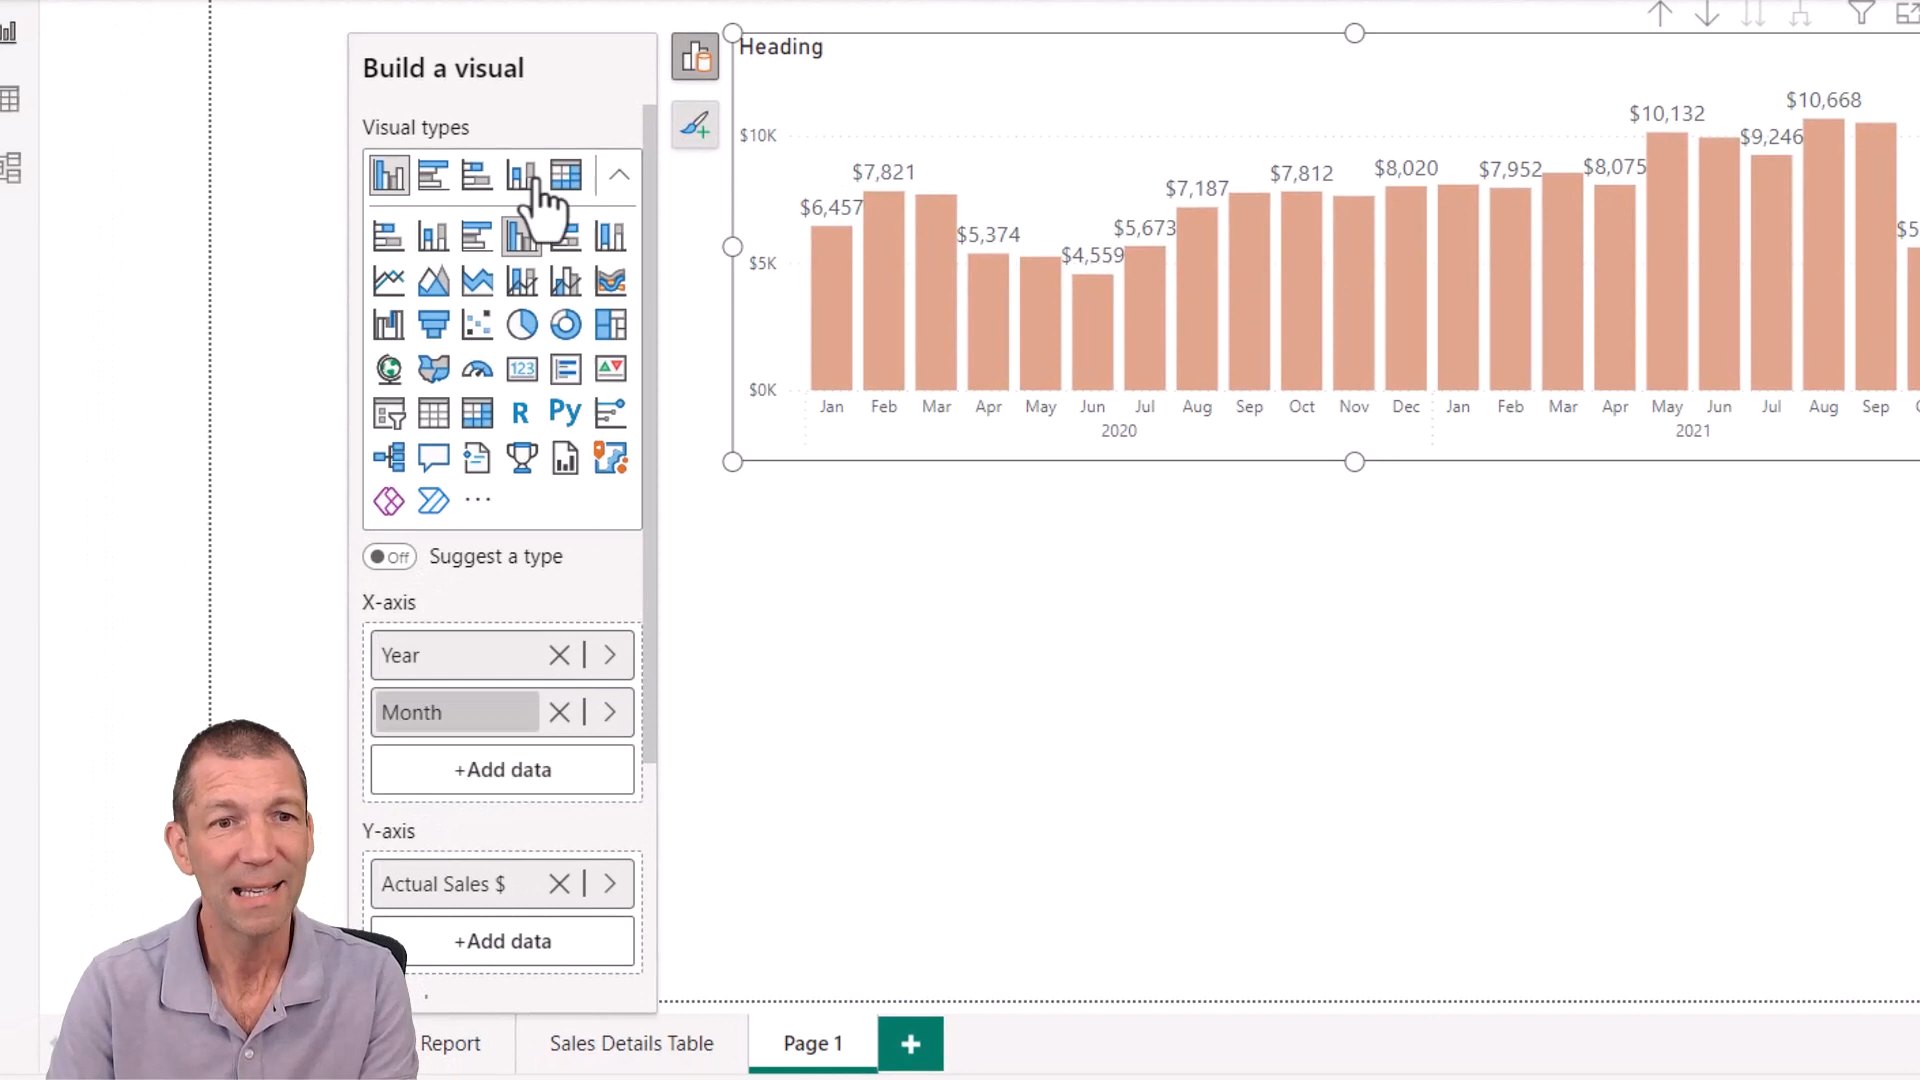 Build a visual
Visual types
123
R
Py
Off
Suggest a type
X-axis
Year
Month
+Add data
Y-axis
Actual Sales $
+Add data
Heading
$10K
$5K
$0K
$6,457
$7,821
$5,374
$4,559
$5,673
$7,187
$7,812
$8,020
$7,952
$8,075
$10,132
$9,246
$10,668
Jan Feb Mar Apr May Jun Jul Aug Sep Oct Nov Dec Jan Feb Mar Apr May Jun Jul Aug Sep
2020 2021
Report
Sales Details Table
Page 1